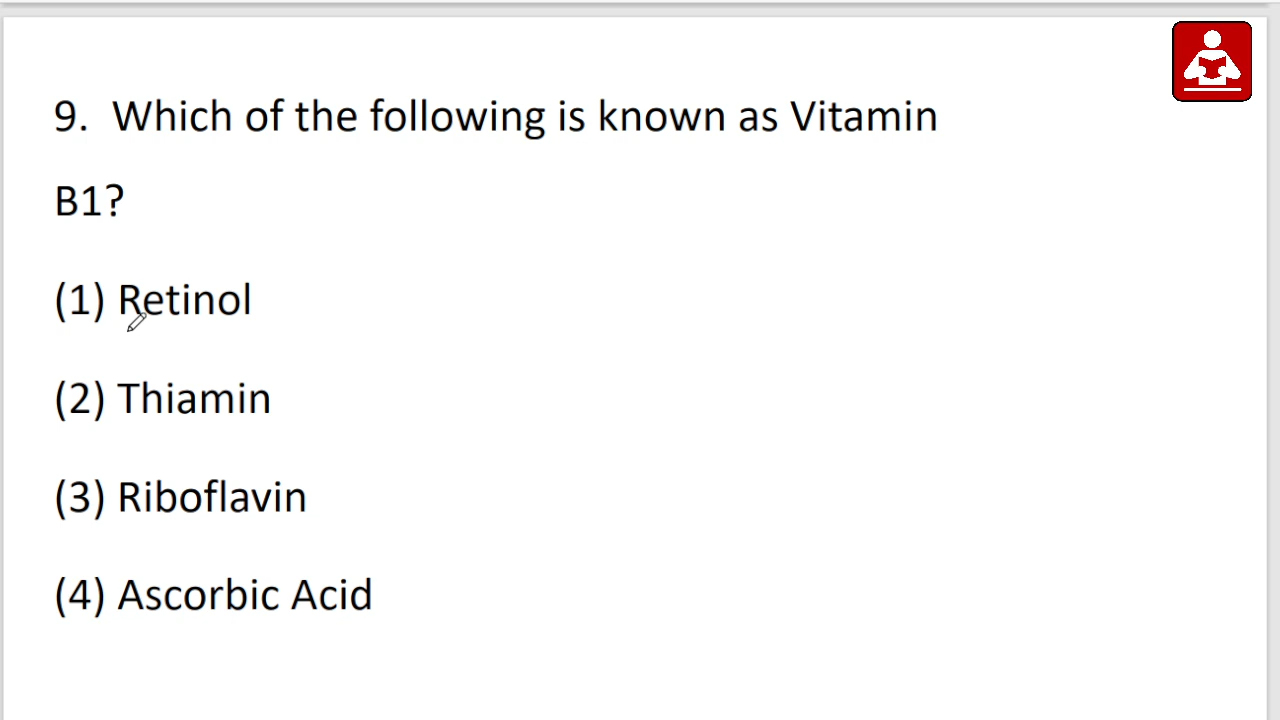 9. Which of the following is known as Vitamin
B1?
(1) Retinol
(2) Thiamin
(3) Riboflavin
(4) Ascorbic Acid